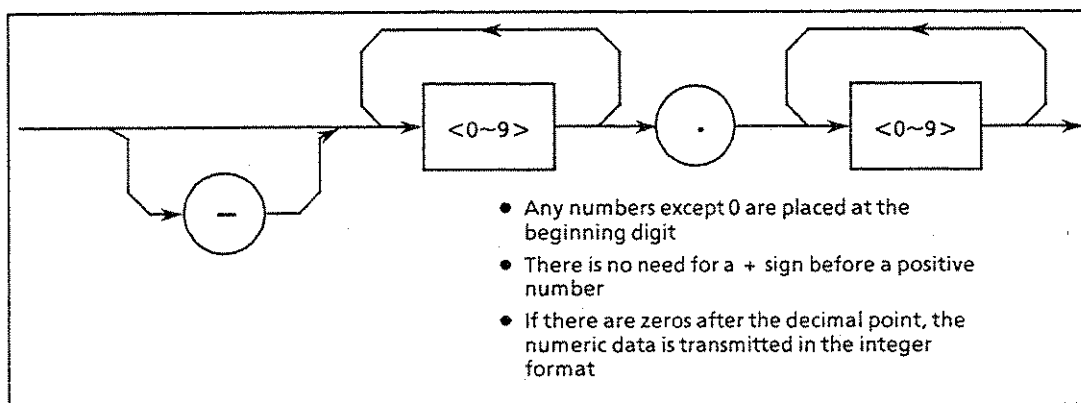 <0~9>
.
<0~9>
−
● Any numbers except 0 are placed at the
beginning digit
● There is no need for a + sign before a positive
number
● If there are zeros after the decimal point, the
numeric data is transmitted in the integer
format